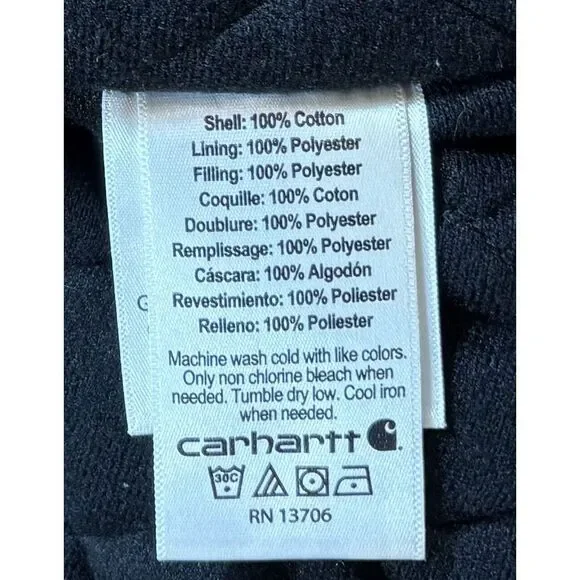 Shell: 100% Cotton
Lining: 100% Polyester
Filling: 100% Polyester
Coquille: 100% Coton
Doublure: 100% Polyester
Remplissage: 100% Polyester
Cáscara: 100% Algodón
Revestimiento: 100% Poliester
Relleno: 100% Poliester
Machine wash cold with like colors.
Only non chlorine bleach when
needed. Tumble dry low. Cool iron
when needed.
carhartt
30C
RN 13706